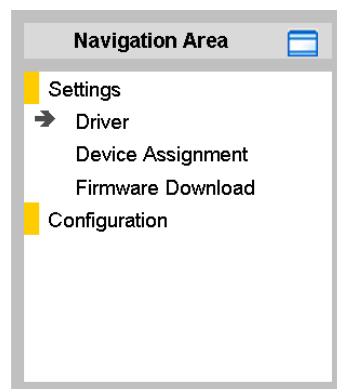 Navigation Area
Settings
Driver
Device Assignment
Firmware Download
Configuration